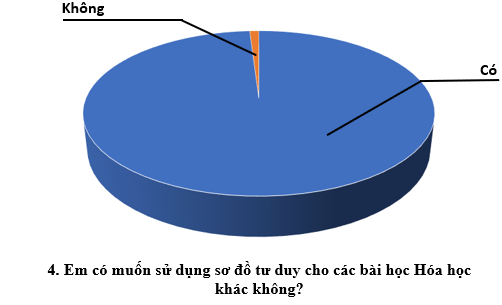 Không
Có
4. Em có muốn sử dụng sơ đồ tư duy cho các bài học Hóa học
khác không?